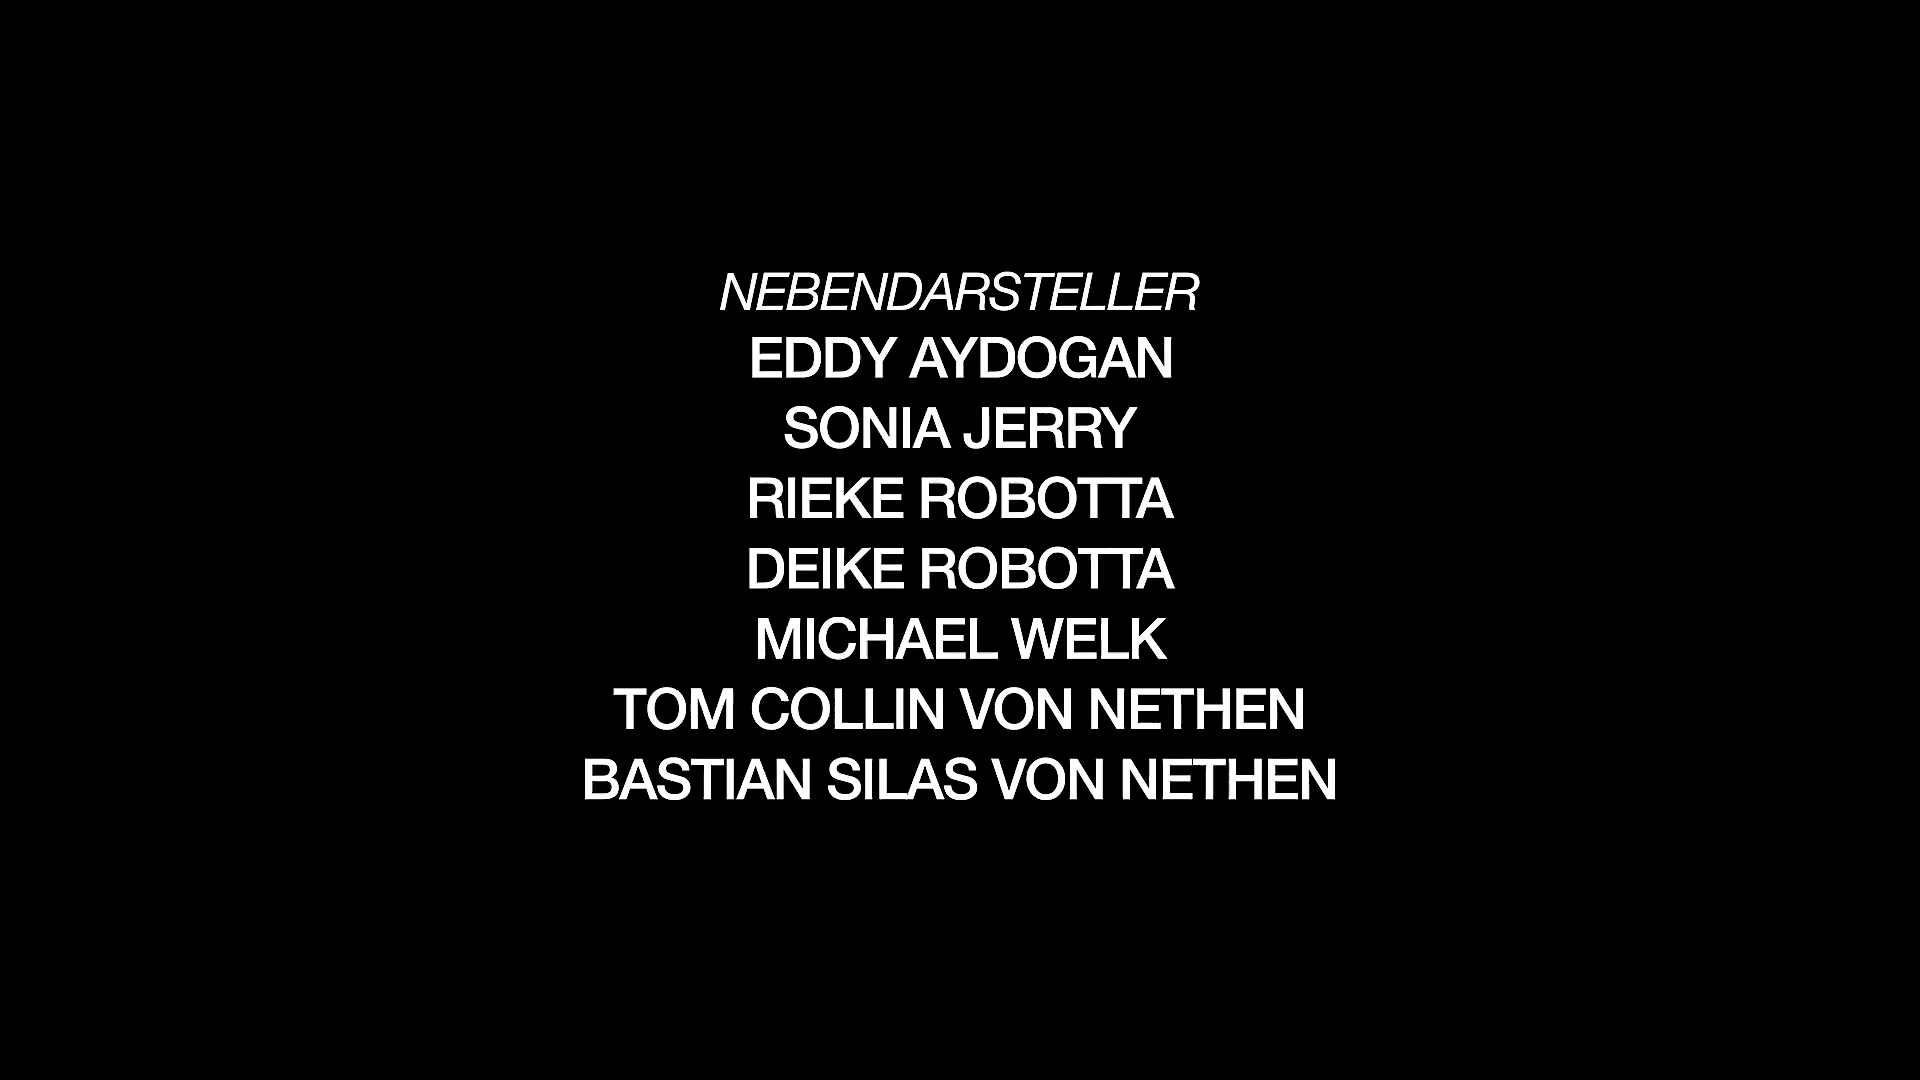 NEBENDARSTELLER
EDDY AYDOGAN
SONIA JERRY
RIEKE ROBOTTA
DEIKE ROBOTTA
MICHAEL WELK
TOM COLLIN VON NETHEN
BASTIAN SILAS VON NETHEN